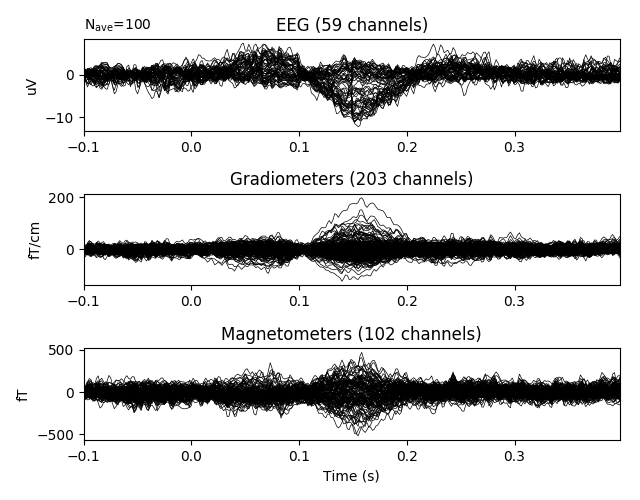 Nave=100
EEG (59 channels)
0
−10
uV
−0.1 0.0 0.1 0.2 0.3
Gradiometers (203 channels)
200
0
fT/cm
−0.1 0.0 0.1 0.2 0.3
Magnetometers (102 channels)
500
0
−500
fT
−0.1 0.0 0.1 0.2 0.3
Time (s)